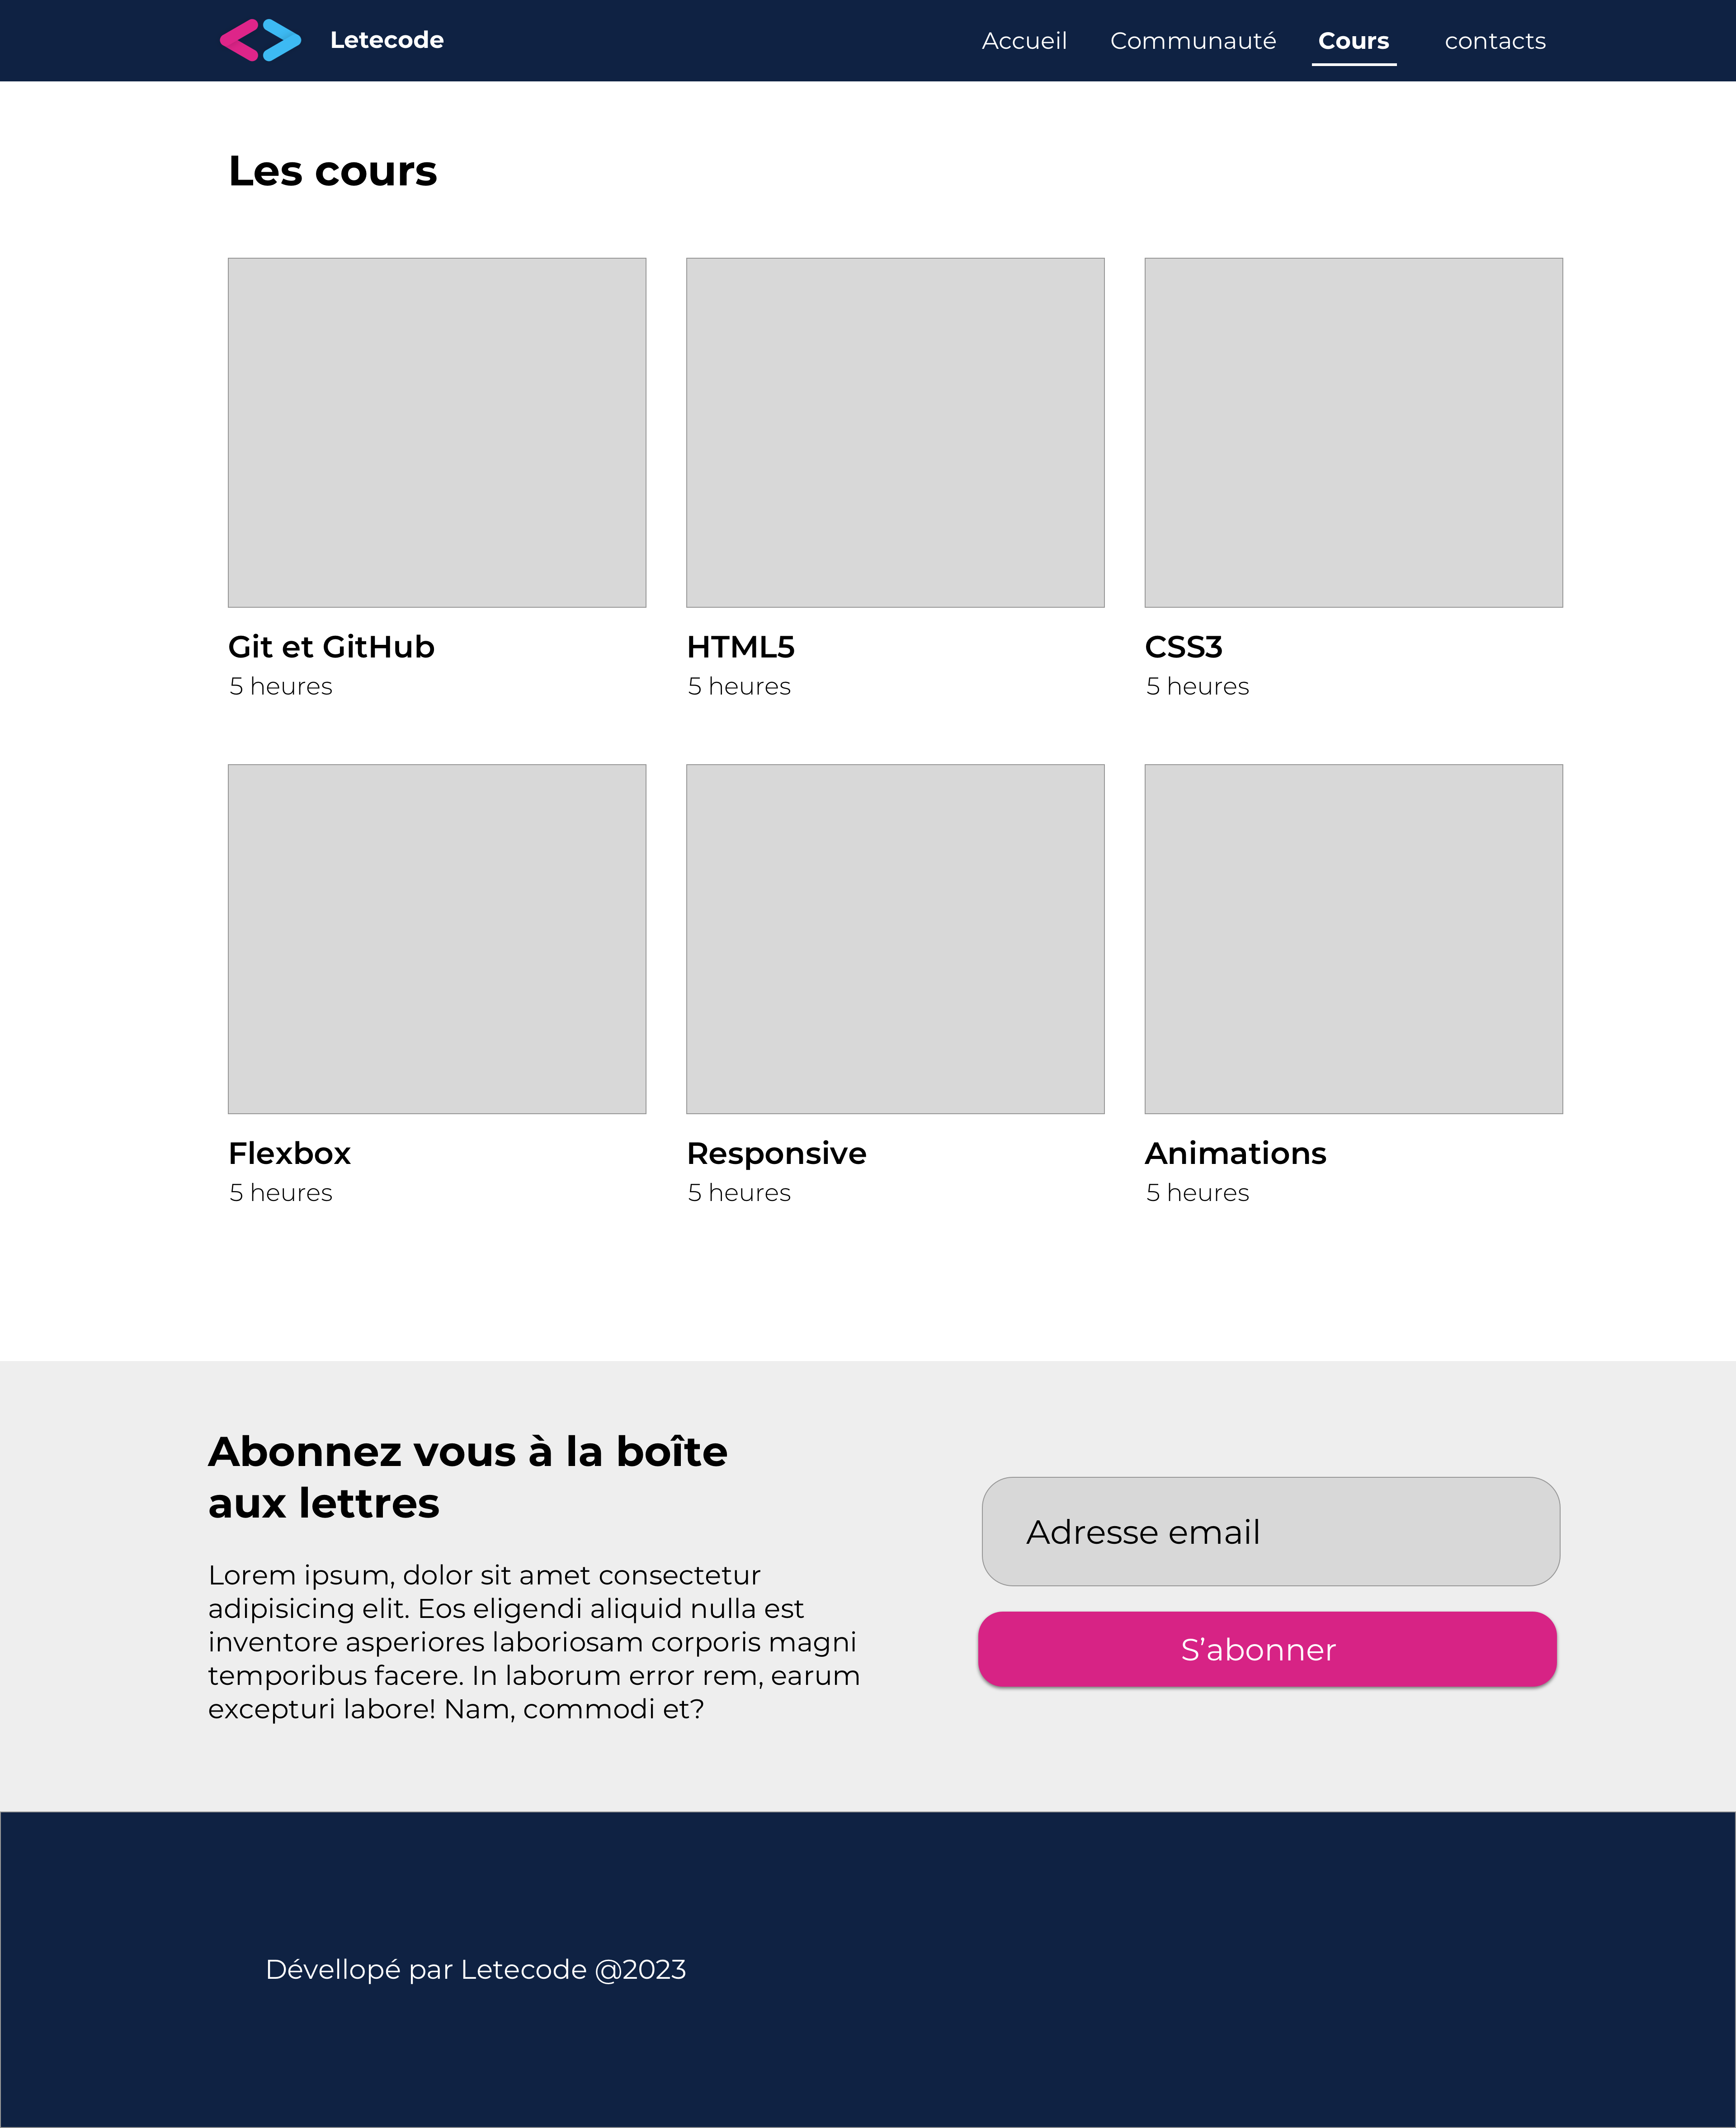 Letecode
Accueil
Communauté
Cours
contacts
Les cours
Git et GitHub
5 heures
HTML5
5 heures
CSS3
5 heures
Flexbox
5 heures
Responsive
5 heures
Animations
5 heures
Abonnez vous à la boîte
aux lettres
Lorem ipsum, dolor sit amet consectetur
adipisicing elit. Eos eligendi aliquid nulla est
inventore asperiores laboriosam corporis magni
temporibus facere. In laborum error rem, earum
excepturi labore! Nam, commodi et?
Adresse email
S’abonner
Dévellopé par Letecode @2023